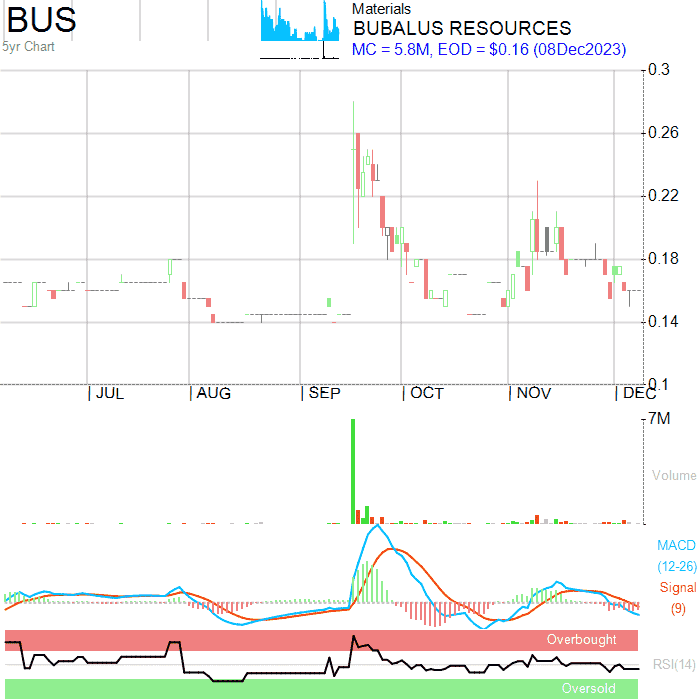 BUS
5yr Chart
Materials
BUBALUS RESOURCES
MC = 5.8M, EOD = $0.16 (08Dec2023)
0.3
0.26
0.22
0.18
0.14
0.1
JUL AUG SEP OCT NOV DEC
7M
Volume
MACD
(12-26)
Signal
(9)
Overbought
RSI(14)
Oversold